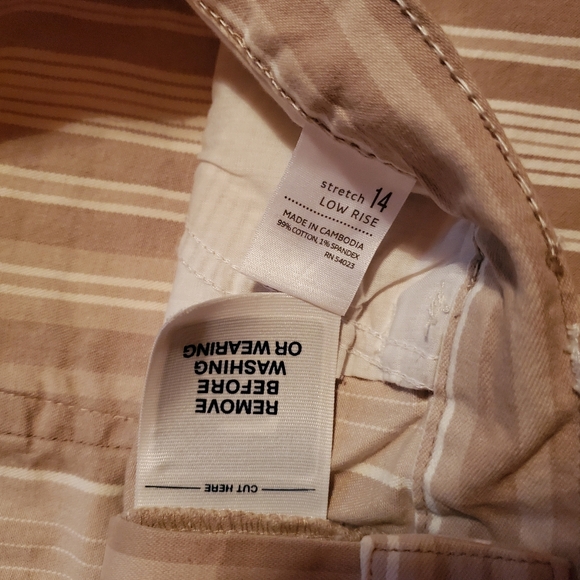 stretch 14
LOW RISE
MADE IN CAMBODIA
99% COTTON, 1% SPANDEX
RN 54023
REMOVE
BEFORE
WASHING
OR WEARING
CUT HERE